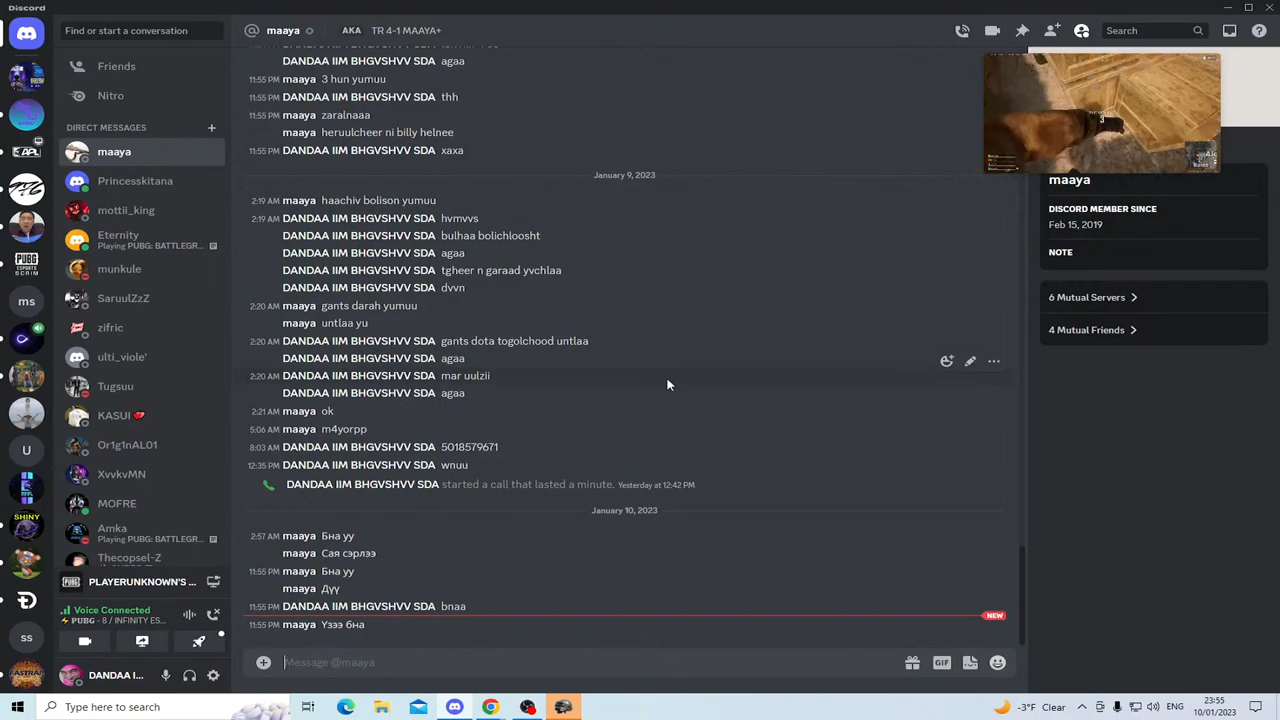 Discord
Find or start a conversation
maaya
AKA
TR 4-1 MAAYA+
Search
Friends
Nitro
DIRECT MESSAGES
maaya
Princesskitana
mottii_king
Eternity
Playing PUBG: BATTLEGR...
munkule
SaruulZzZ
zifric
ulti_viole'
Tugsuu
KASUI
Or1g1nAL01
XvvkvMN
MOFRE
Amka
Playing PUBG: BATTLEGR...
Thecopsel-Z
PLAYERUNKNOWN'S ...
Voice Connected
PUBG - 8 / INFINITY ES...
DANDAA I...
APL
PUBG
ESPORTS
SCRIM
ms
U
SHINY
ss
DANDAA IIM BHGVSHVV SDA agaa
11:55 PM maaya 3 hun yumuu
11:55 PM DANDAA IIM BHGVSHVV SDA thh
11:55 PM maaya zaralnaaa
maaya heruulcheer ni billy helnee
11:55 PM DANDAA IIM BHGVSHVV SDA xaxa
January 9, 2023
2:19 AM maaya haachiv bolison yumuu
2:19 AM DANDAA IIM BHGVSHVV SDA hvmvvs
DANDAA IIM BHGVSHVV SDA bulhaa bolichloosht
DANDAA IIM BHGVSHVV SDA agaa
DANDAA IIM BHGVSHVV SDA tgheer n garaad yvchlaa
DANDAA IIM BHGVSHVV SDA dvvn
2:20 AM maaya gants darah yumuu
maaya untlaa yu
2:20 AM DANDAA IIM BHGVSHVV SDA gants dota togolchood untlaa
DANDAA IIM BHGVSHVV SDA agaa
2:20 AM DANDAA IIM BHGVSHVV SDA mar uulzii
DANDAA IIM BHGVSHVV SDA agaa
2:21 AM maaya ok
5:06 AM maaya m4yorpp
8:03 AM DANDAA IIM BHGVSHVV SDA 5018579671
12:35 PM DANDAA IIM BHGVSHVV SDA wnuu
DANDAA IIM BHGVSHVV SDA started a call that lasted a minute. Yesterday at 12:42 PM
January 10, 2023
2:57 AM maaya Бна уу
maaya Сая сэрлээ
11:55 PM maaya Бна уу
maaya Дүү
11:55 PM DANDAA IIM BHGVSHVV SDA bnaa
NEW
11:55 PM maaya Үзээ бна
Message @maaya
GIF
maaya
DISCORD MEMBER SINCE
Feb 15, 2019
NOTE
6 Mutual Servers
4 Mutual Friends
Type here to search
-3°F Clear
ENG
23:55
10/01/2023